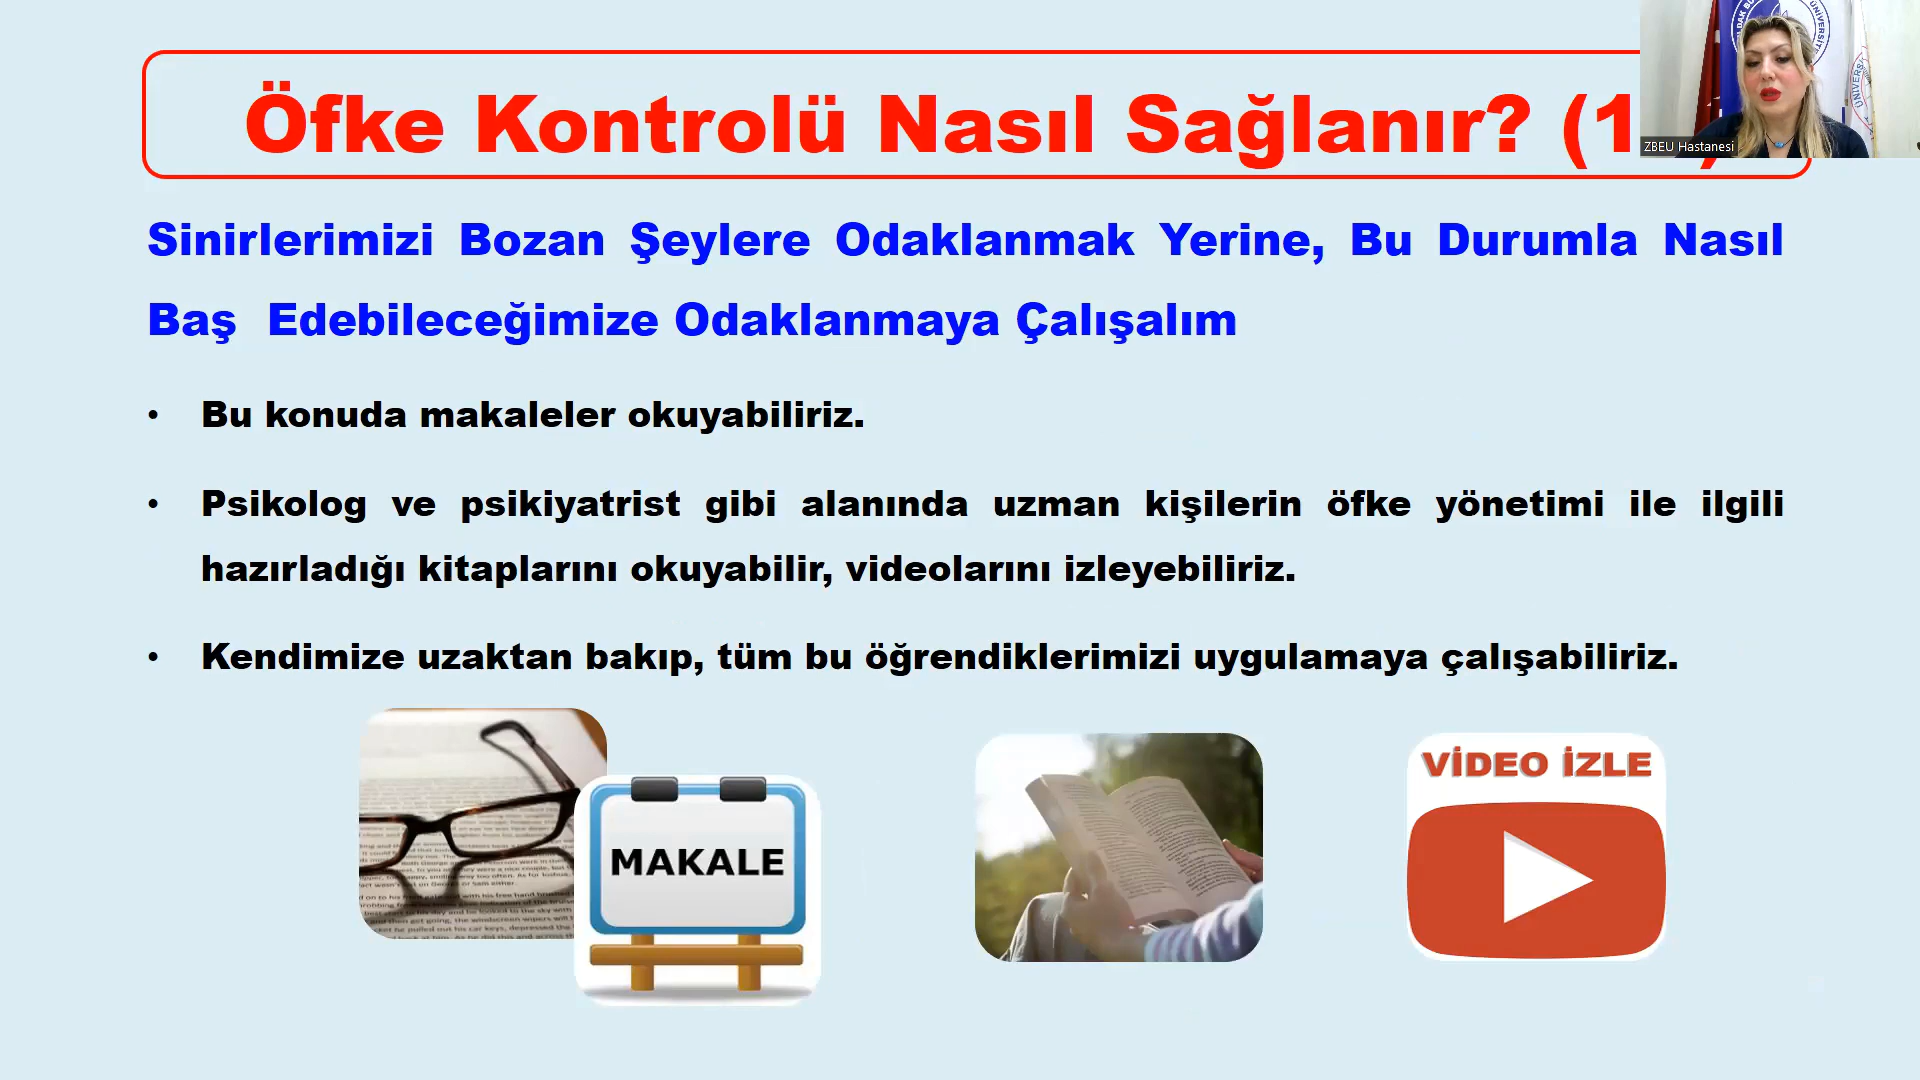 Öfke Kontrolü Nasıl Sağlanır? (1
ZBEU Hastanesi
Sinirlerimizi Bozan Şeylere Odaklanmak Yerine, Bu Durumla Nasıl
Baş Edebileceğimize Odaklanmaya Çalışalım
• Bu konuda makaleler okuyabiliriz.
• Psikolog ve psikiyatrist gibi alanında uzman kişilerin öfke yönetimi ile ilgili
hazırladığı kitaplarını okuyabilir, videolarını izleyebiliriz.
• Kendimize uzaktan bakıp, tüm bu öğrendiklerimizi uygulamaya çalışabiliriz.
MAKALE
VİDEO İZLE